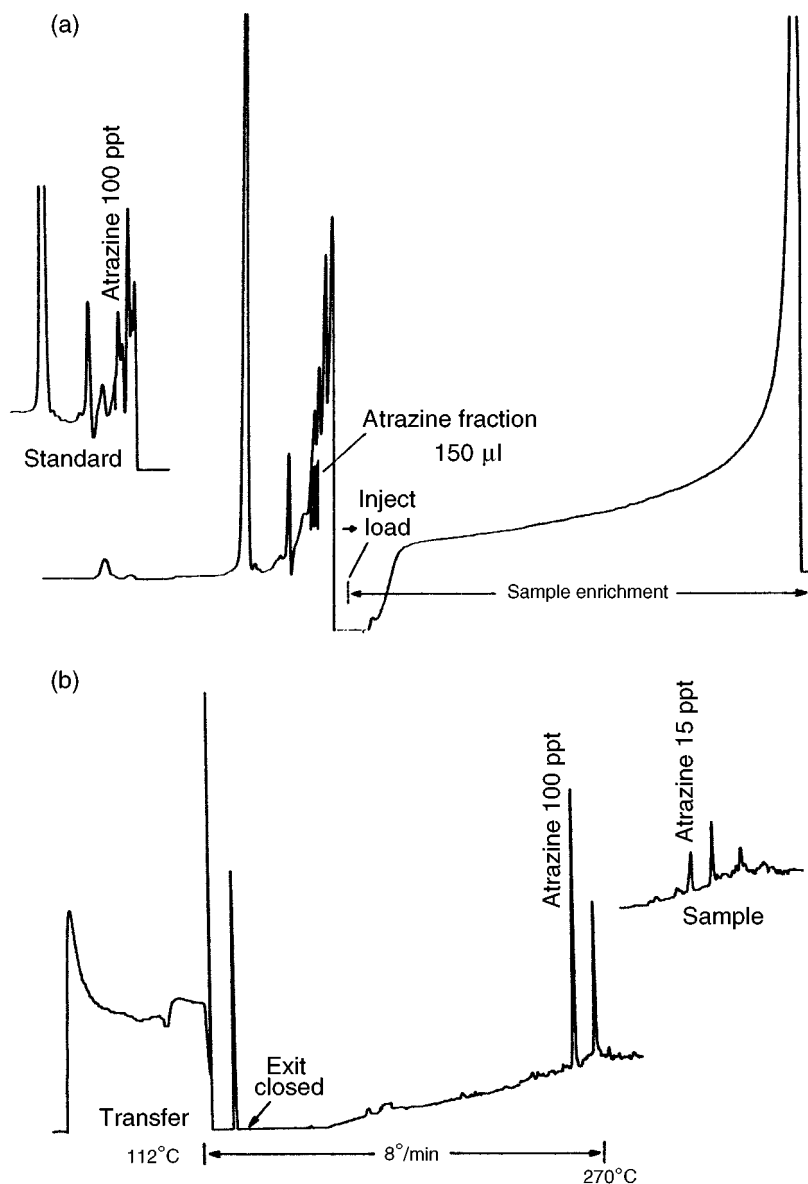 (a)
Atrazine 100 ppt
Standard
Atrazine fraction
150 μl
Inject
load
Sample enrichment
(b)
Atrazine 100 ppt
Atrazine 15 ppt
Sample
Exit
closed
Transfer
112°C
8°/min
270°C